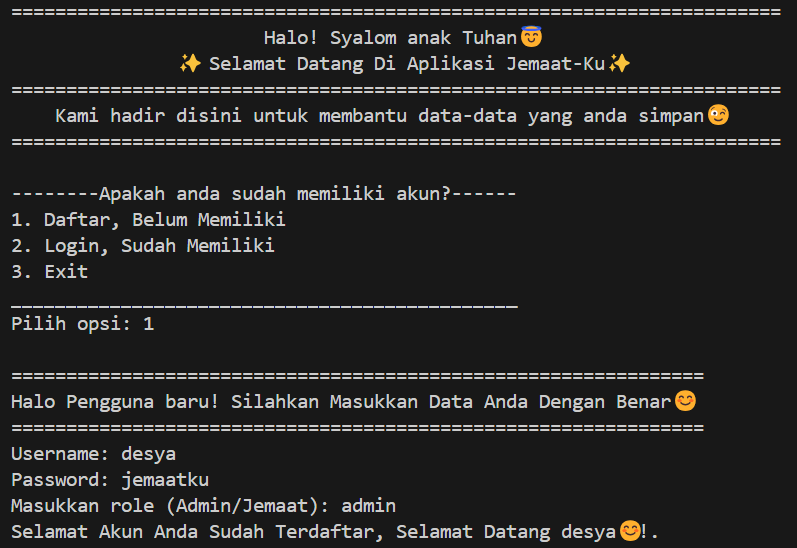 ======================================================================
Halo! Syalom anak Tuhan😇
✨ Selamat Datang Di Aplikasi Jemaat-Ku✨
======================================================================
Kami hadir disini untuk membantu data-data yang anda simpan😉
======================================================================
--------Apakah anda sudah memiliki akun?------
1. Daftar, Belum Memiliki
2. Login, Sudah Memiliki
3. Exit
______________________________________________
Pilih opsi: 1
===============================================================
Halo Pengguna baru! Silahkan Masukkan Data Anda Dengan Benar😊
===============================================================
Username: desya
Password: jemaatku
Masukkan role (Admin/Jemaat): admin
Selamat Akun Anda Sudah Terdaftar, Selamat Datang desya😊!.